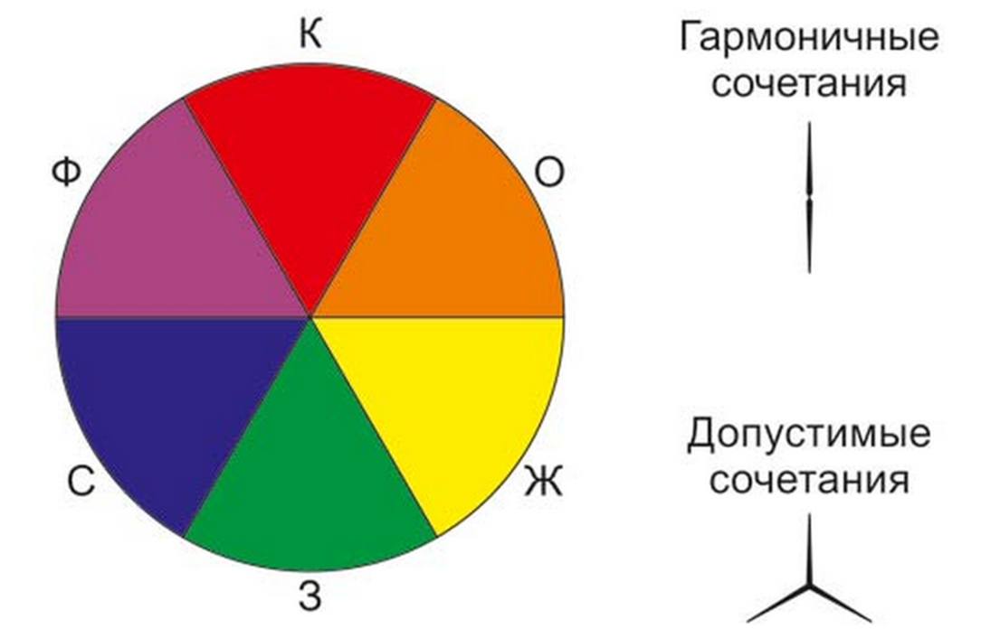 К
Ф
О
С
Ж
З
Гармоничные
сочетания
Допустимые
сочетания